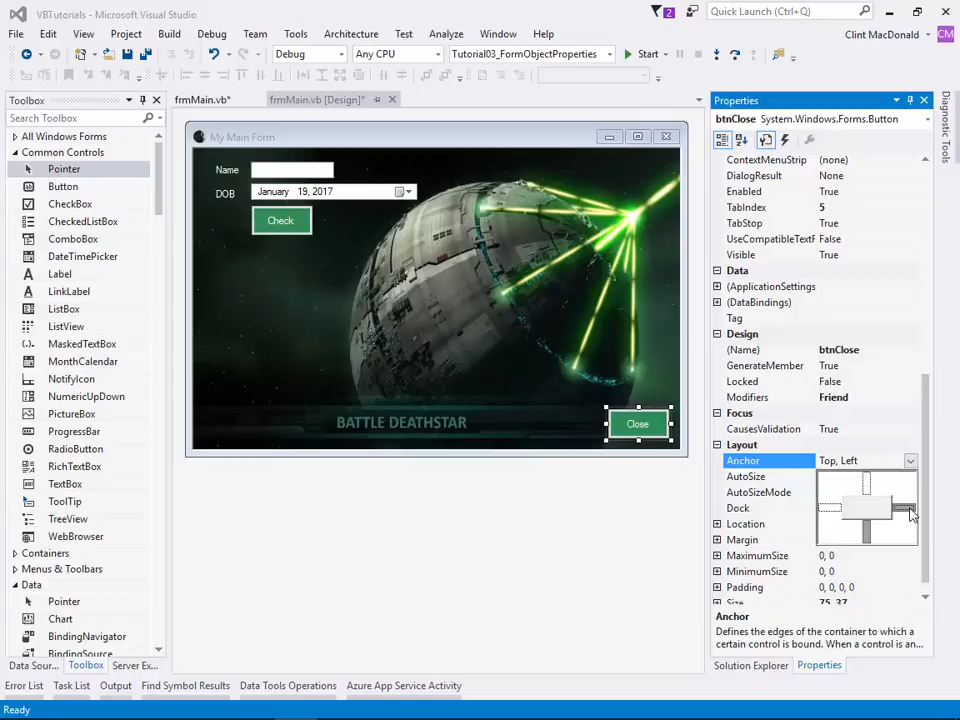 VBTutorials - Microsoft Visual Studio
2
Quick Launch (Ctrl+Q)
File Edit View Project Build Debug Team Tools Test Analyze Window Help
Clint MacDonald
CM
Debug Any CPU Tutorial03_FormObjectProperties Start
Toolbox
Search Toolbox
All Windows Forms
Common Controls
Pointer
Button
CheckBox
CheckedListBox
ComboBox
DateTimePicker
Label
LinkLabel
ListBox
ListView
MaskedTextBox
MonthCalendar
NotifyIcon
NumericUpDown
PictureBox
ProgressBar
RadioButton
RichTextBox
TextBox
ToolTip
TreeView
WebBrowser
Containers
Menus & Toolbars
Data
Pointer
Chart
BindingNavigator
BindingSource
Data Sour... Toolbox Server Ex...
frmMain.vb* frmMain.vb [Design]*
My Main Form
Name
DOB January 19, 2017
Check
BATTLE DEATHSTAR
Close
Properties
btnClose System.Windows.Forms.Button
ContextMenuStrip (none)
DialogResult None
Enabled True
TabIndex 5
TabStop True
UseCompatibleTextF False
Visible True
Data
(ApplicationSettings
(DataBindings)
Tag
Design
(Name) btnClose
GenerateMember True
Locked False
Modifiers Friend
Focus
CausesValidation True
Layout
Anchor Top, Left
AutoSize
AutoSizeMode
Dock
Location
Margin
MaximumSize 0, 0
MinimumSize 0, 0
Padding 0, 0, 0, 0
Size 75, 37
Anchor
Defines the edges of the container to which a
certain control is bound. When a control is an...
Solution Explorer Properties
Diagnostic Tools
Error List Task List Output Find Symbol Results Data Tools Operations Azure App Service Activity
Ready